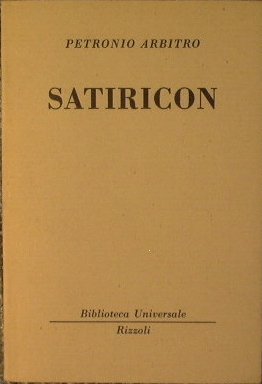 PETRONIO ARBITRO
SATIRICON
Biblioteca Universale
Rizzoli